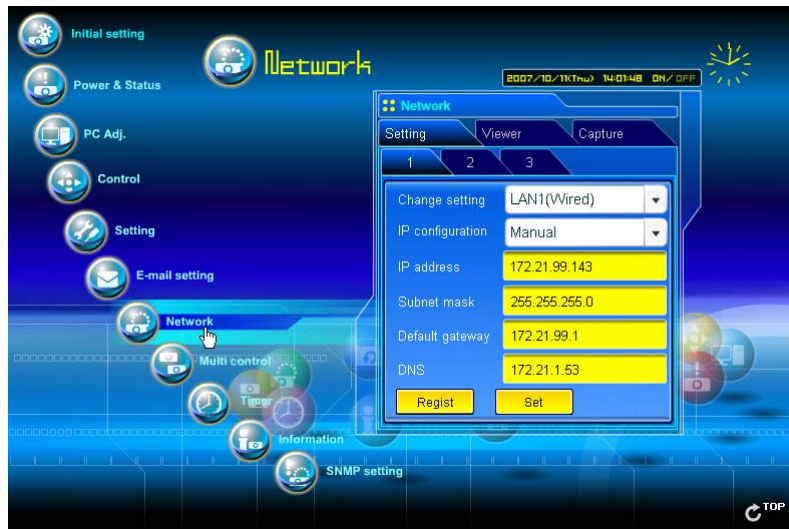 Initial setting
Power & Status
PC Adj.
Control
Setting
E-mail setting
Network
Multi control
Timer
Information
SNMP setting
Network
2007/10/11(Thu) 14:01:48 ON/OFF
Network
Setting Viewer Capture
1 2 3
Change setting LAN1(Wired)
IP configuration Manual
IP address 172.21.99.143
Subnet mask 255.255.255.0
Default gateway 172.21.99.1
DNS 172.21.1.53
Regist Set
TOP